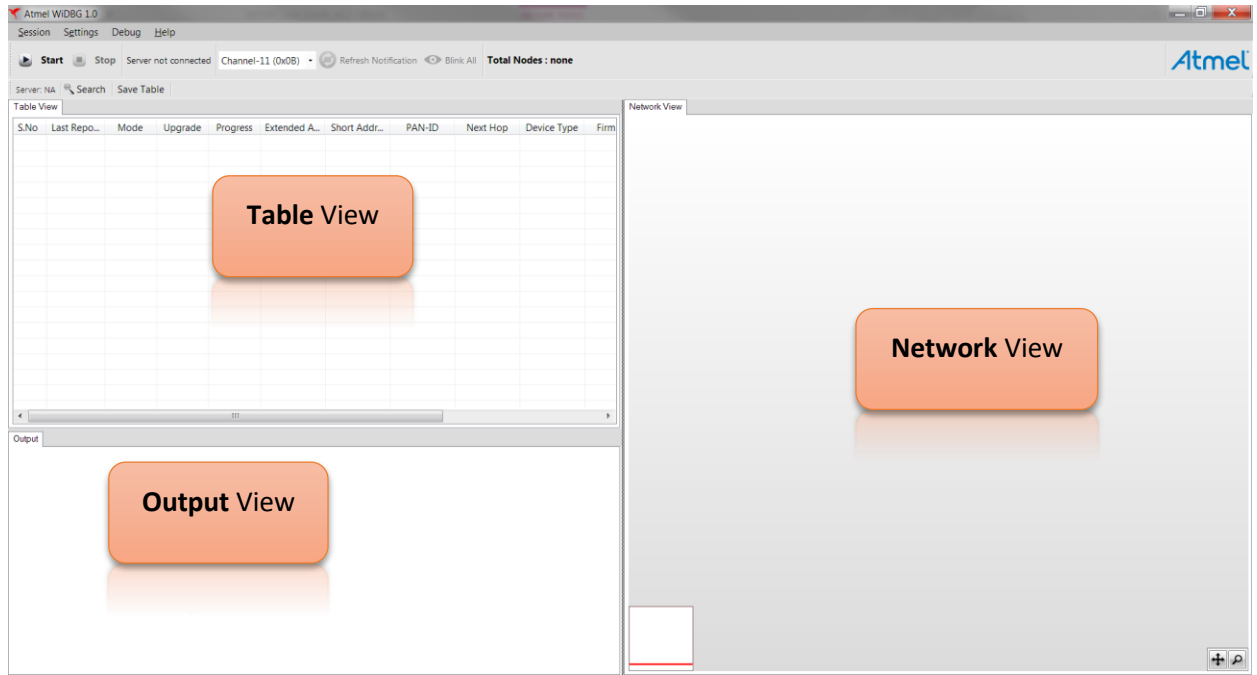 Atmel WiDBG 1.0
Session Settings Debug Help
Start Stop Server not connected Channel-11 (0x0B) Refresh Notification Blink All Total Nodes : none
Atmel
Server: NA Search Save Table
Table View
Network View
S.No Last Repo... Mode Upgrade Progress Extended A... Short Addr... PAN-ID Next Hop Device Type Firm
Table View
Network View
Output
Output View